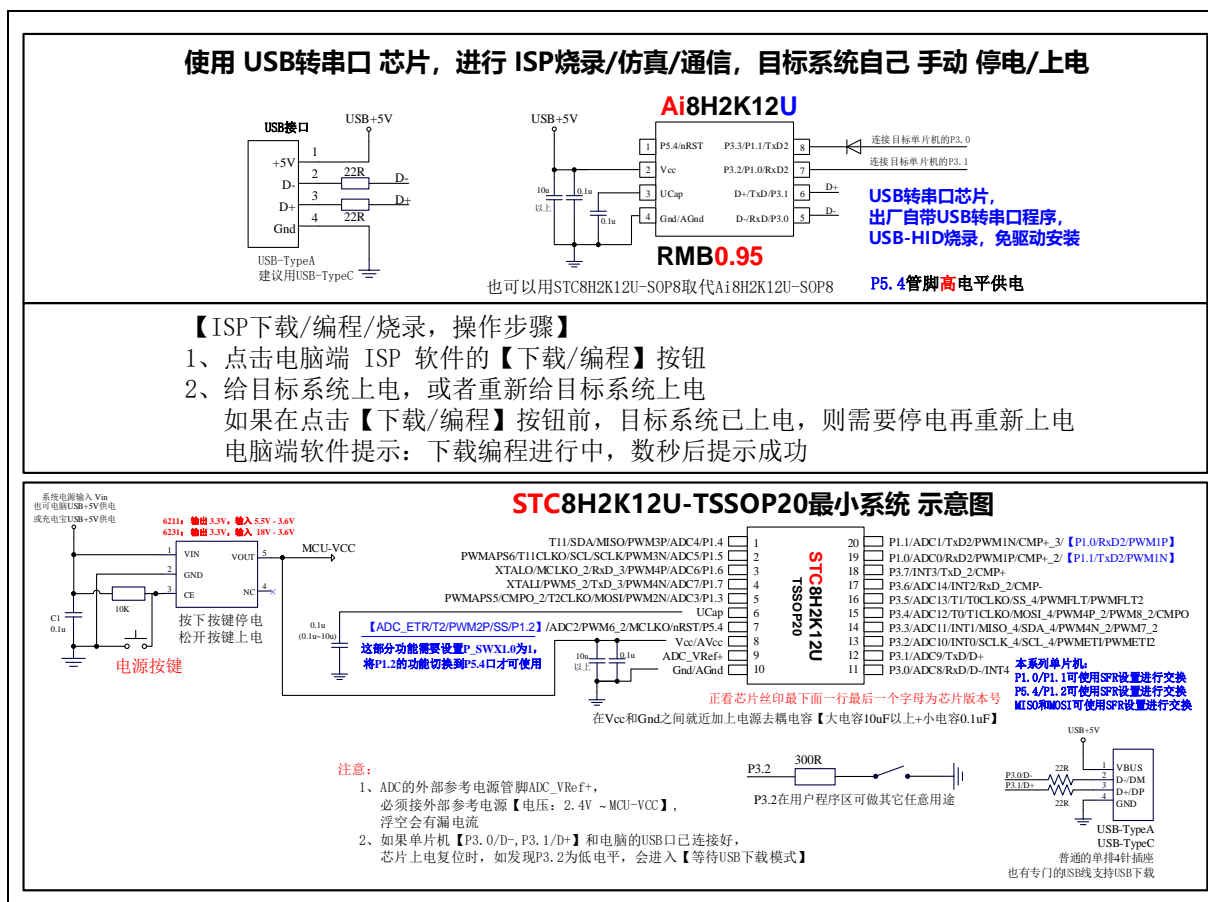 使用 USB转串口 芯片，进行 ISP烧录/仿真/通信，目标系统自己 手动 停电/上电
USB接口
USB+5V
+5V
1
D-
2
22R
D-
D+
3
22R
D+
Gnd
4
USB-TypeA
建议用USB-TypeC
Ai8H2K12U
USB+5V
10u
以上
0.1u
0.1u
1 P5.4/nRST P3.3/P1.1/TxD2 8
2 Vcc P3.2/P1.0/RxD2 7
3 UCap D+/TxD/P3.1 6
4 Gnd/AGnd D-/RxD/P3.0 5
连接目标单片机的P3.0
连接目标单片机的P3.1
D+
D-
RMB0.95
也可以用STC8H2K12U-SOP8取代Ai8H2K12U-SOP8
USB转串口芯片，
出厂自带USB转串口程序，
USB-HID烧录，免驱动安装
P5.4管脚高电平供电
【ISP下载/编程/烧录，操作步骤】
1、点击电脑端 ISP 软件的【下载/编程】按钮
2、给目标系统上电，或者重新给目标系统上电
如果在点击【下载/编程】按钮前，目标系统已上电，则需要停电再重新上电
电脑端软件提示：下载编程进行中，数秒后提示成功
STC8H2K12U-TSSOP20最小系统 示意图
系统电源输入 Vin
也可电脑USB+5V供电
或充电宝USB+5V供电
6211：输出 3.3V，输入 5.5V - 3.6V
6231：输出 3.3V，输入 18V - 3.6V
1 VIN VOUT 5
MCU-VCC
2 GND
3 CE NC 4
10K
C1
0.1u
按下按键停电
松开按键上电
电源按键
0.1u
(0.1u~10u)
10u
以上
0.1u
T11/SDA/MISO/PWM3P/ADC4/P1.4 1
PWMAPS6/T11CLKO/SCL/SCLK/PWM3N/ADC5/P1.5 2
XTALO/MCLKO_2/RxD_3/PWM4P/ADC6/P1.6 3
XTALI/PWM5_2/TxD_3/PWM4N/ADC7/P1.7 4
PWMAPS5/CMPO_2/T2CLKO/MOSI/PWM2N/ADC3/P1.3 5
UCap 6
【ADC_ETR/T2/PWM2P/SS/P1.2】/ADC2/PWM6_2/MCLKO/nRST/P5.4 7
Vcc/AVcc 8
ADC_VRef+ 9
Gnd/AGnd 10
这部分功能需要设置P_SWX1.0为1，
将P1.2的功能切换到P5.4口才可使用
STC8H2K12U
TSSOP20
20 P1.1/ADC1/TxD2/PWM1N/CMP+_3/【P1.0/RxD2/PWM1P】
19 P1.0/ADC0/RxD2/PWM1P/CMP+_2/【P1.1/TxD2/PWM1N】
18 P3.7/INT3/TxD_2/CMP+
17 P3.6/ADC14/INT2/RxD_2/CMP-
16 P3.5/ADC13/T1/T0CLKO/SS_4/PWMFLT/PWMFLT2
15 P3.4/ADC12/T0/T1CLKO/MOSI_4/PWM4P_2/PWM8_2/CMPO
14 P3.3/ADC11/INT1/MISO_4/SDA_4/PWM4N_2/PWM7_2
13 P3.2/ADC10/INT0/SCLK_4/SCL_4/PWMETI/PWMETI2
12 P3.1/ADC9/TxD/D+
11 P3.0/ADC8/RxD/D-/INT4
正看芯片丝印最下面一行最后一个字母为芯片版本号
在Vcc和Gnd之间就近加上电源去耦电容【大电容10uF以上+小电容0.1uF】
本系列单片机：
P1.0/P1.1可使用SFR设置进行交换
P5.4/P1.2可使用SFR设置进行交换
MISO和MOSI可使用SFR设置进行交换
注意：
1、ADC的外部参考电源管脚ADC_VRef+，
必须接外部参考电源【电压：2.4V ~MCU-VCC】，
浮空会有漏电流
2、如果单片机【P3.0/D-,P3.1/D+】和电脑的USB口已连接好，
芯片上电复位时，如发现P3.2为低电平，会进入【等待USB下载模式】
P3.2
300R
P3.2在用户程序区可做其它任意用途
USB+5V
P3.0/D-
P3.1/D+
22R
22R
1 VBUS
2 D-/DM
3 D+/DP
4 GND
USB-TypeA
USB-TypeC
普通的单排4针插座
也有专门的USB线支持USB下载